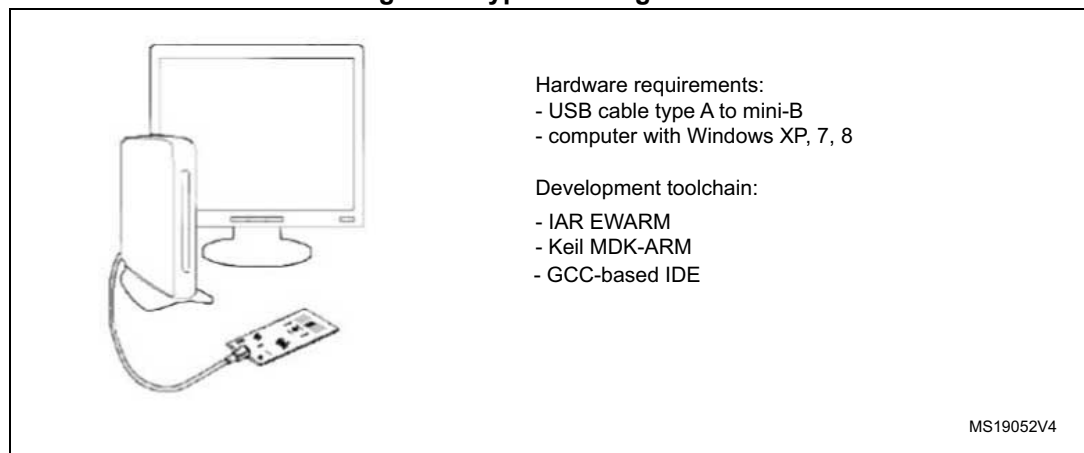 Hardware requirements:
- USB cable type A to mini-B
- computer with Windows XP, 7, 8
Development toolchain:
- IAR EWARM
- Keil MDK-ARM
- GCC-based IDE
MS19052V4